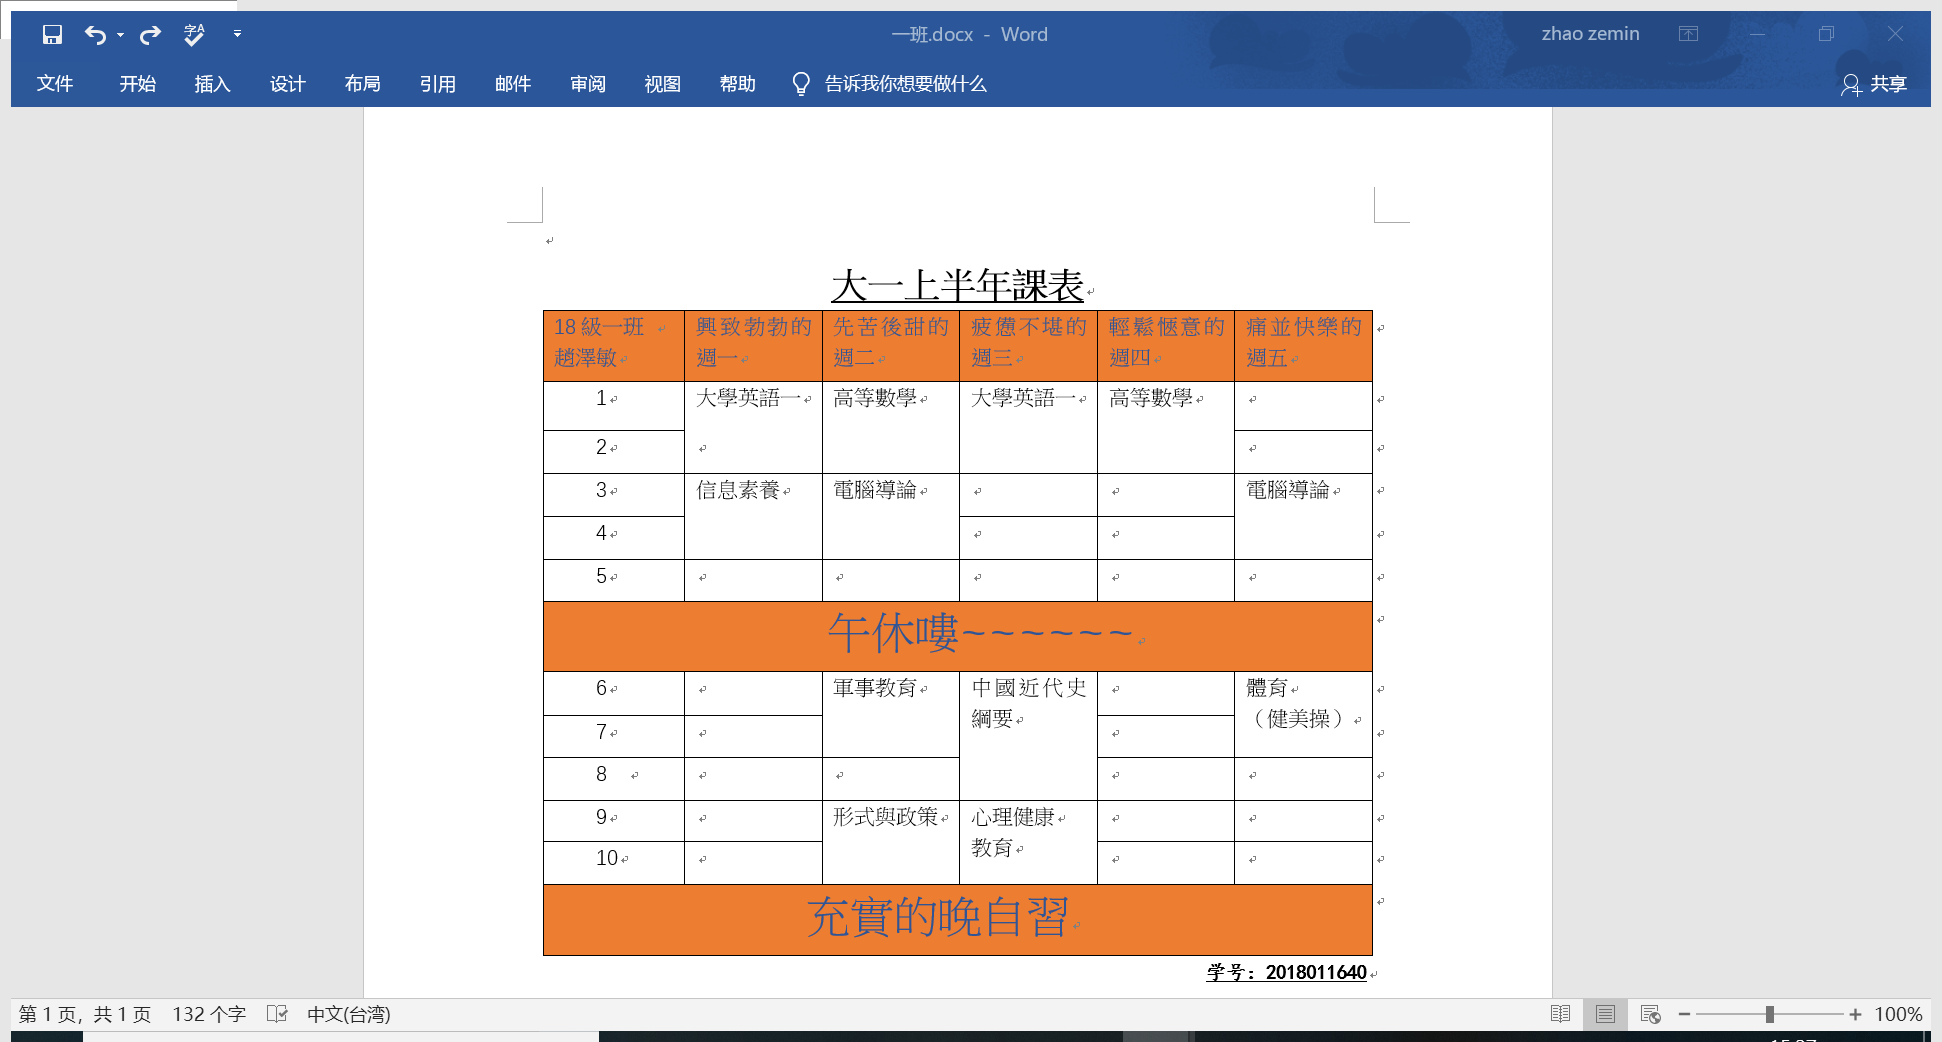 字A
一班.docx - Word
zhao zemin
文件 开始 插入 设计 布局 引用 邮件 审阅 视图 帮助 告诉我你想要做什么 共享
大一上半年課表
18 級一班 趙澤敏 興致勃勃的週一 先苦後甜的週二 疲憊不堪的週三 輕鬆愜意的週四 痛並快樂的週五
1 大學英語一 高等數學 大學英語一 高等數學
2
3 信息素養 電腦導論 電腦導論
4
5
午休嘍~~~~~~
6 軍事教育 中國近代史綱要 體育（健美操）
7
8
9 形式與政策 心理健康教育
10
充實的晚自習
学号：2018011640
第 1 页，共 1 页 132 个字 中文(台湾) 100%